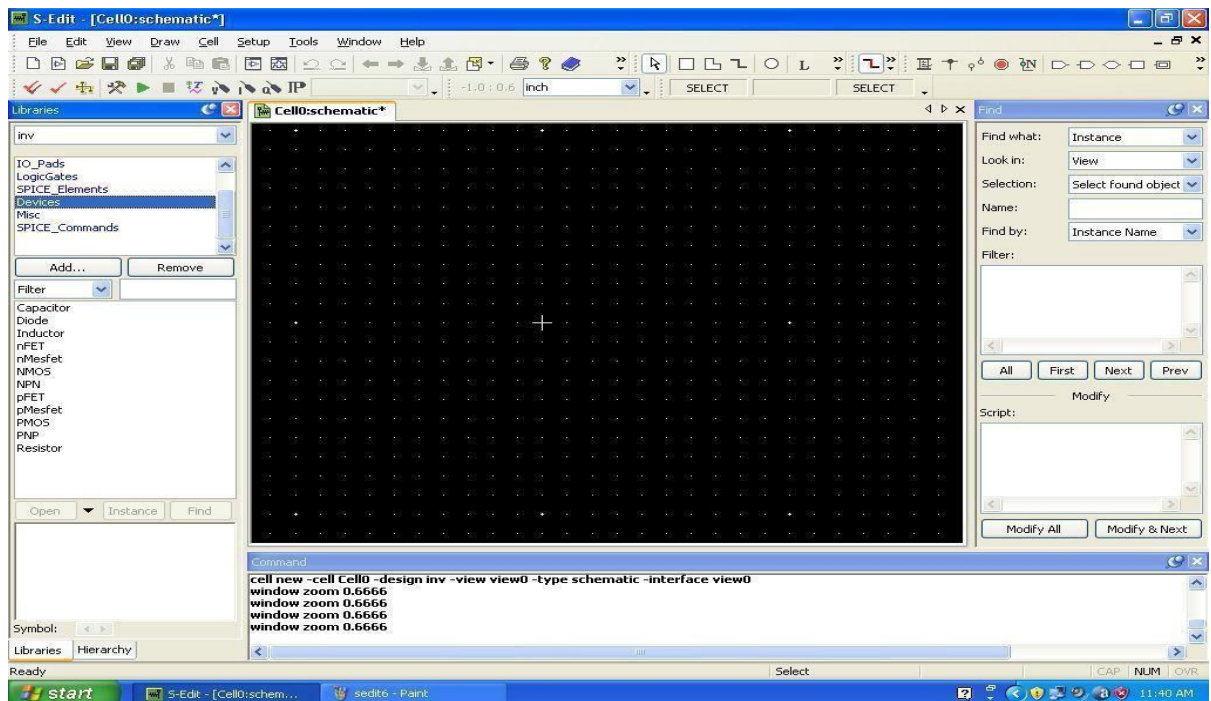 S-Edit - [Cell0:schematic*]
File Edit View Draw Cell Setup Tools Window Help
-1.0 : 0.6 inch SELECT SELECT
Libraries
Cell0:schematic*
Find
inv
IO_Pads
LogicGates
SPICE_Elements
Devices
Misc
SPICE_Commands
Add... Remove
Filter
Capacitor
Diode
Inductor
nFET
nMesfet
NMOS
NPN
pFET
pMesfet
PMOS
PNP
Resistor
Open Instance Find
Symbol:
Libraries Hierarchy
Find what: Instance
Look in: View
Selection: Select found object
Name:
Find by: Instance Name
Filter:
All First Next Prev
Modify
Script:
Modify All Modify & Next
Command
cell new -cell Cell0 -design inv -view view0 -type schematic -interface view0
window zoom 0.6666
window zoom 0.6666
window zoom 0.6666
window zoom 0.6666
Ready Select CAP NUM OVR
start S-Edit - [Cell0:schem... sedit6 - Paint 11:40 AM